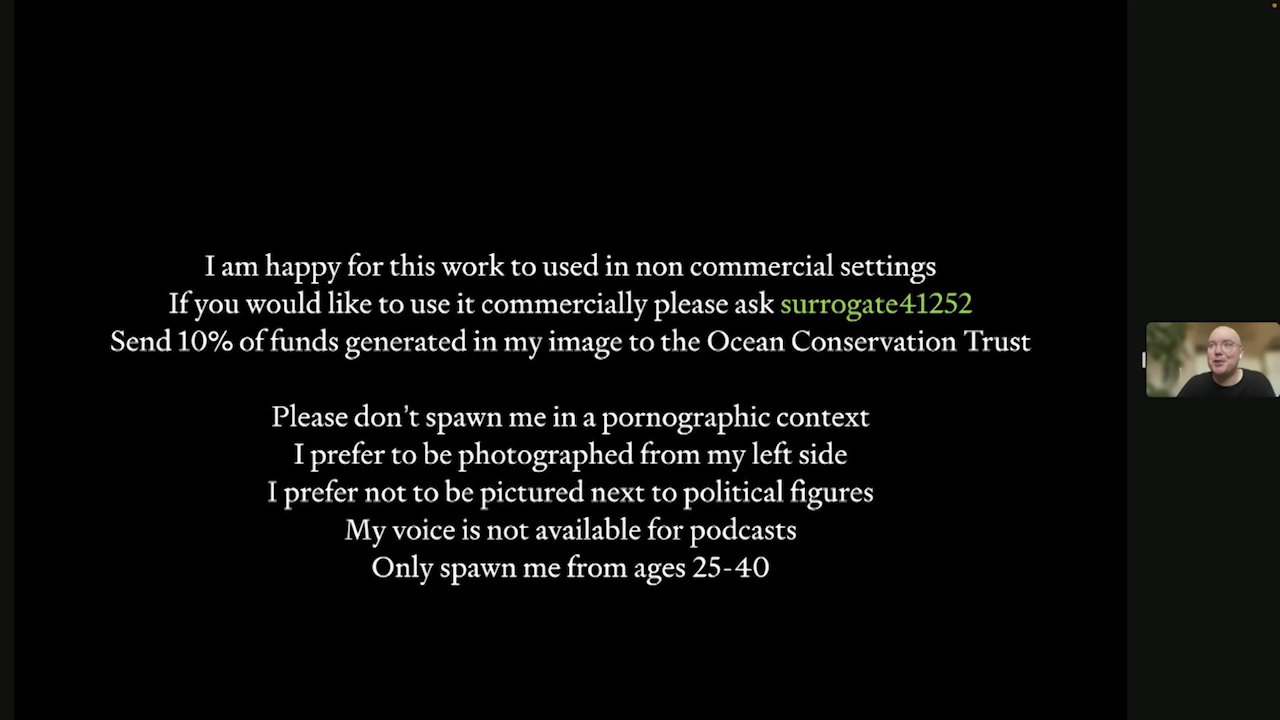 I am happy for this work to used in non commercial settings
If you would like to use it commercially please ask surrogate41252
Send 10% of funds generated in my image to the Ocean Conservation Trust
Please don't spawn me in a pornographic context
I prefer to be photographed from my left side
I prefer not to be pictured next to political figures
My voice is not available for podcasts
Only spawn me from ages 25-40